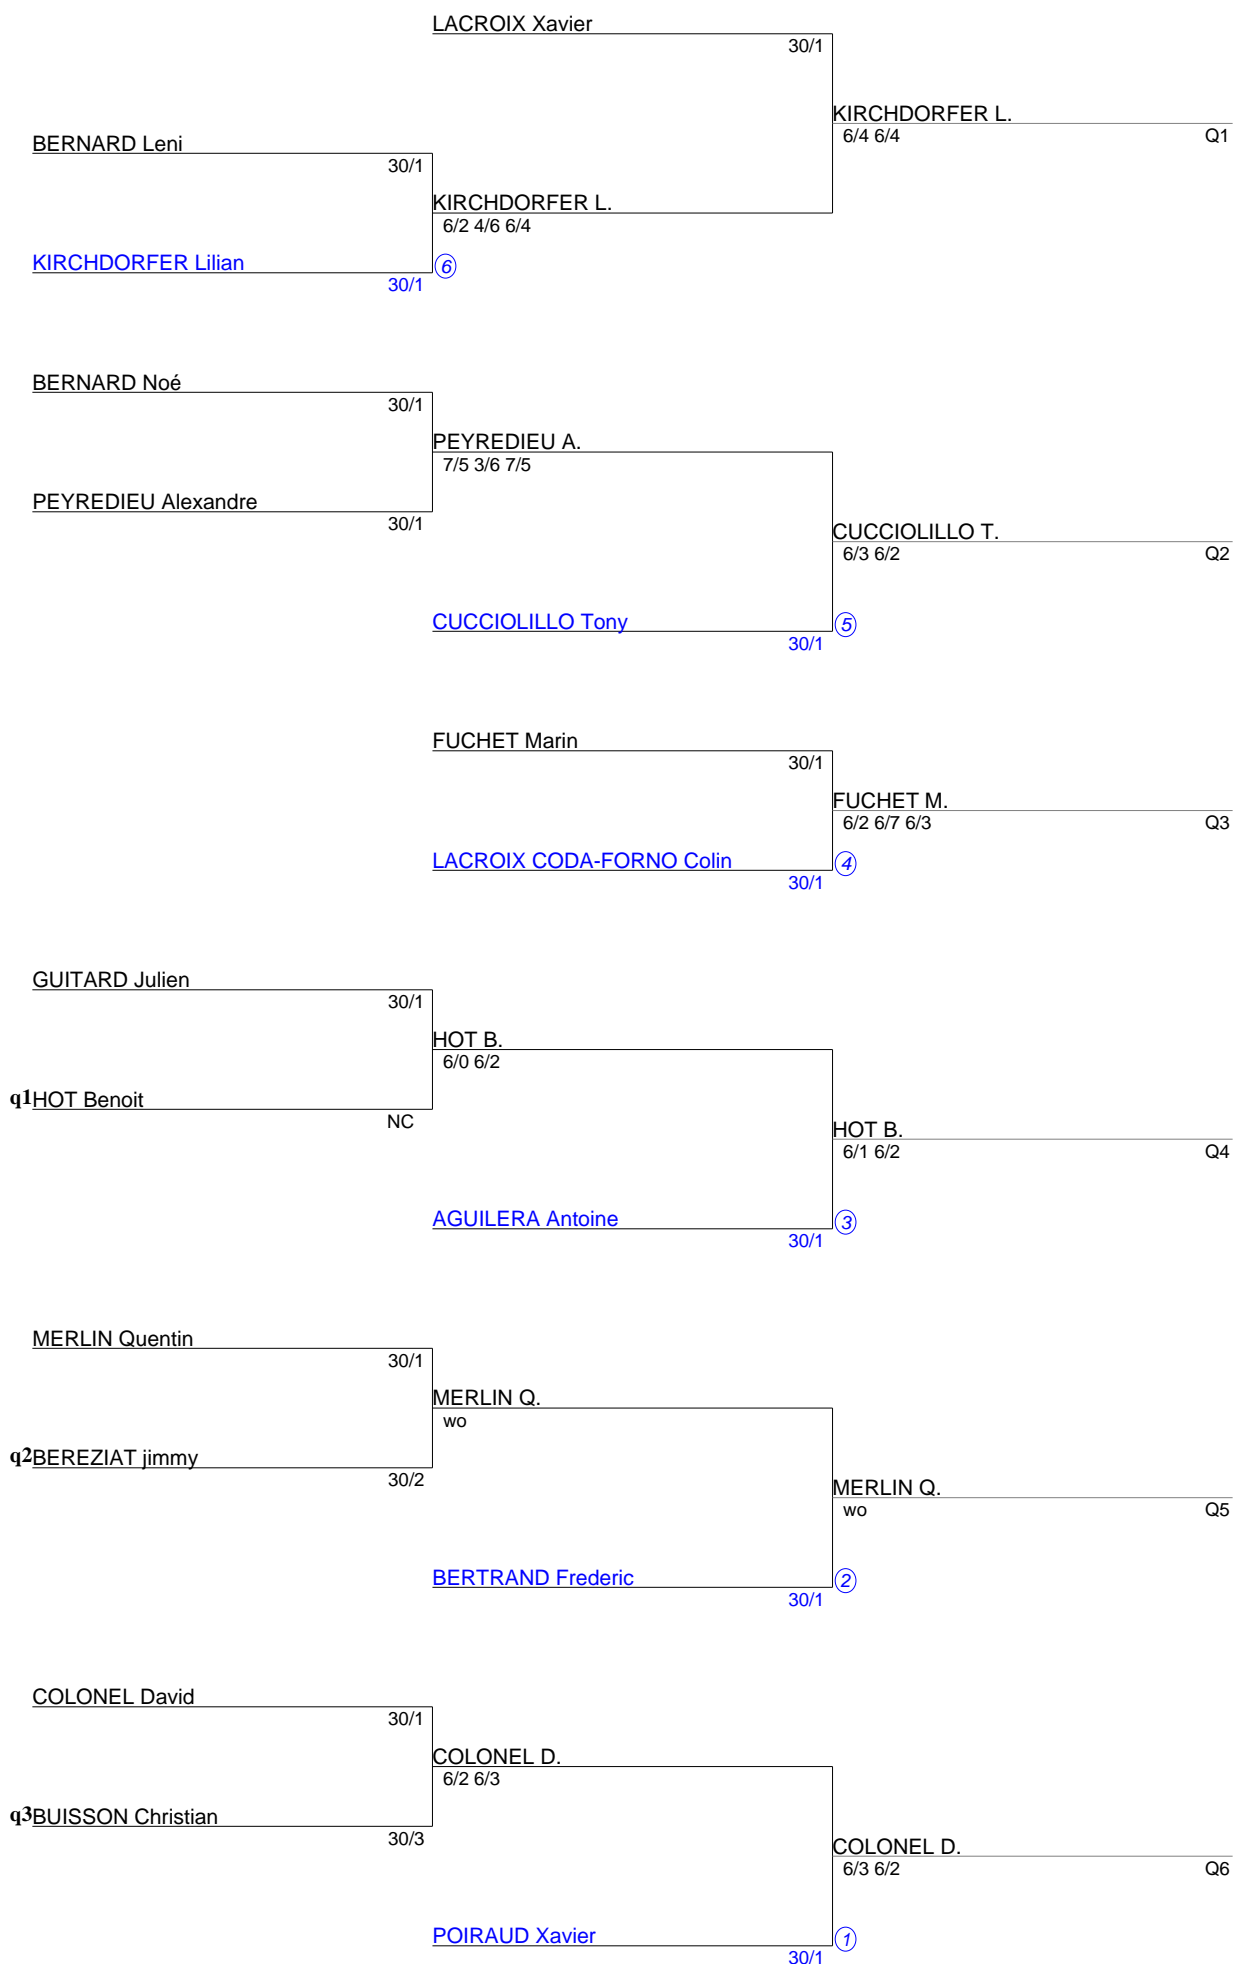 LACROIX Xavier
30/1
KIRCHDORFER L.
6/4 6/4 Q1
BERNARD Leni
30/1
KIRCHDORFER L.
6/2 4/6 6/4
KIRCHDORFER Lilian 6
30/1
BERNARD Noé
30/1
PEYREDIEU A.
7/5 3/6 7/5
PEYREDIEU Alexandre
30/1
CUCCIOLILLO T.
6/3 6/2 Q2
CUCCIOLILLO Tony 5
30/1
FUCHET Marin
30/1
FUCHET M.
6/2 6/7 6/3 Q3
LACROIX CODA-FORNO Colin 4
30/1
GUITARD Julien
30/1
HOT B.
6/0 6/2
q1 HOT Benoit
NC
HOT B.
6/1 6/2 Q4
AGUILERA Antoine 3
30/1
MERLIN Quentin
30/1
MERLIN Q.
wo
q2 BEREZIAT jimmy
30/2
MERLIN Q.
wo Q5
BERTRAND Frederic 2
30/1
COLONEL David
30/1
COLONEL D.
6/2 6/3
q3 BUISSON Christian
30/3
COLONEL D.
6/3 6/2 Q6
POIRAUD Xavier 1
30/1